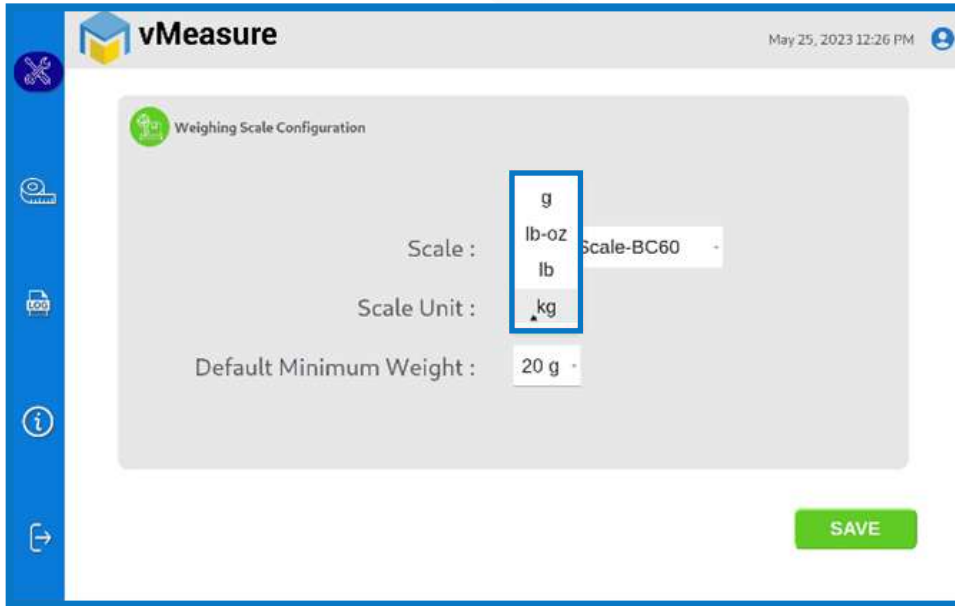 vMeasure
May 25, 2023 12:26 PM
Weighing Scale Configuration
g
lb-oz
Scale : Scale-BC60
lb
Scale Unit : kg
Default Minimum Weight : 20 g
LOG
i
SAVE